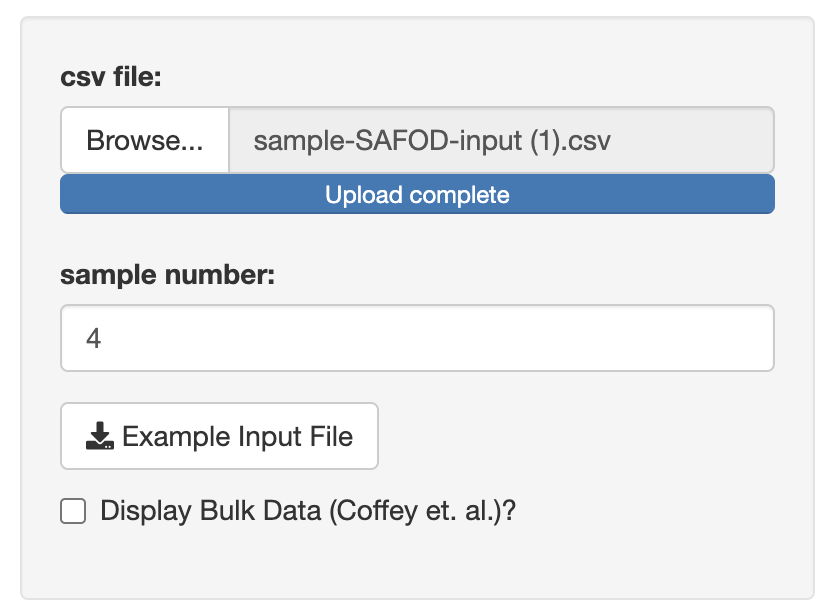 csv file:
Browse... sample-SAFOD-input (1).csv
Upload complete
sample number:
4
Example Input File
Display Bulk Data (Coffey et. al.)?